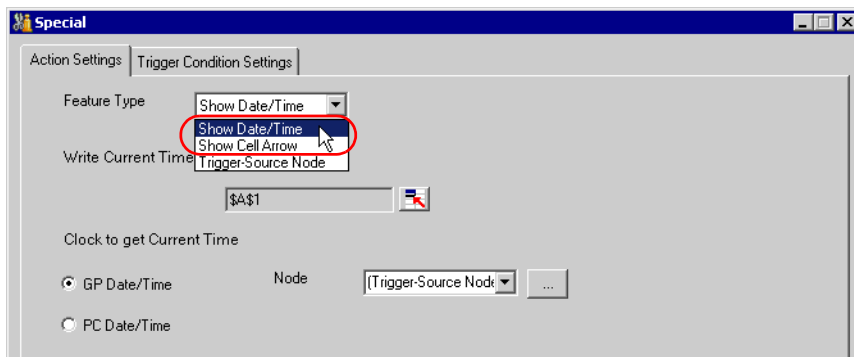 Special
Action Settings Trigger Condition Settings
Feature Type Show Date/Time
Show Date/Time
Show Cell Arrow
Write Current Time Trigger-Source Node
$A$1
Clock to get Current Time
GP Date/Time Node (Trigger-Source Node ...
PC Date/Time